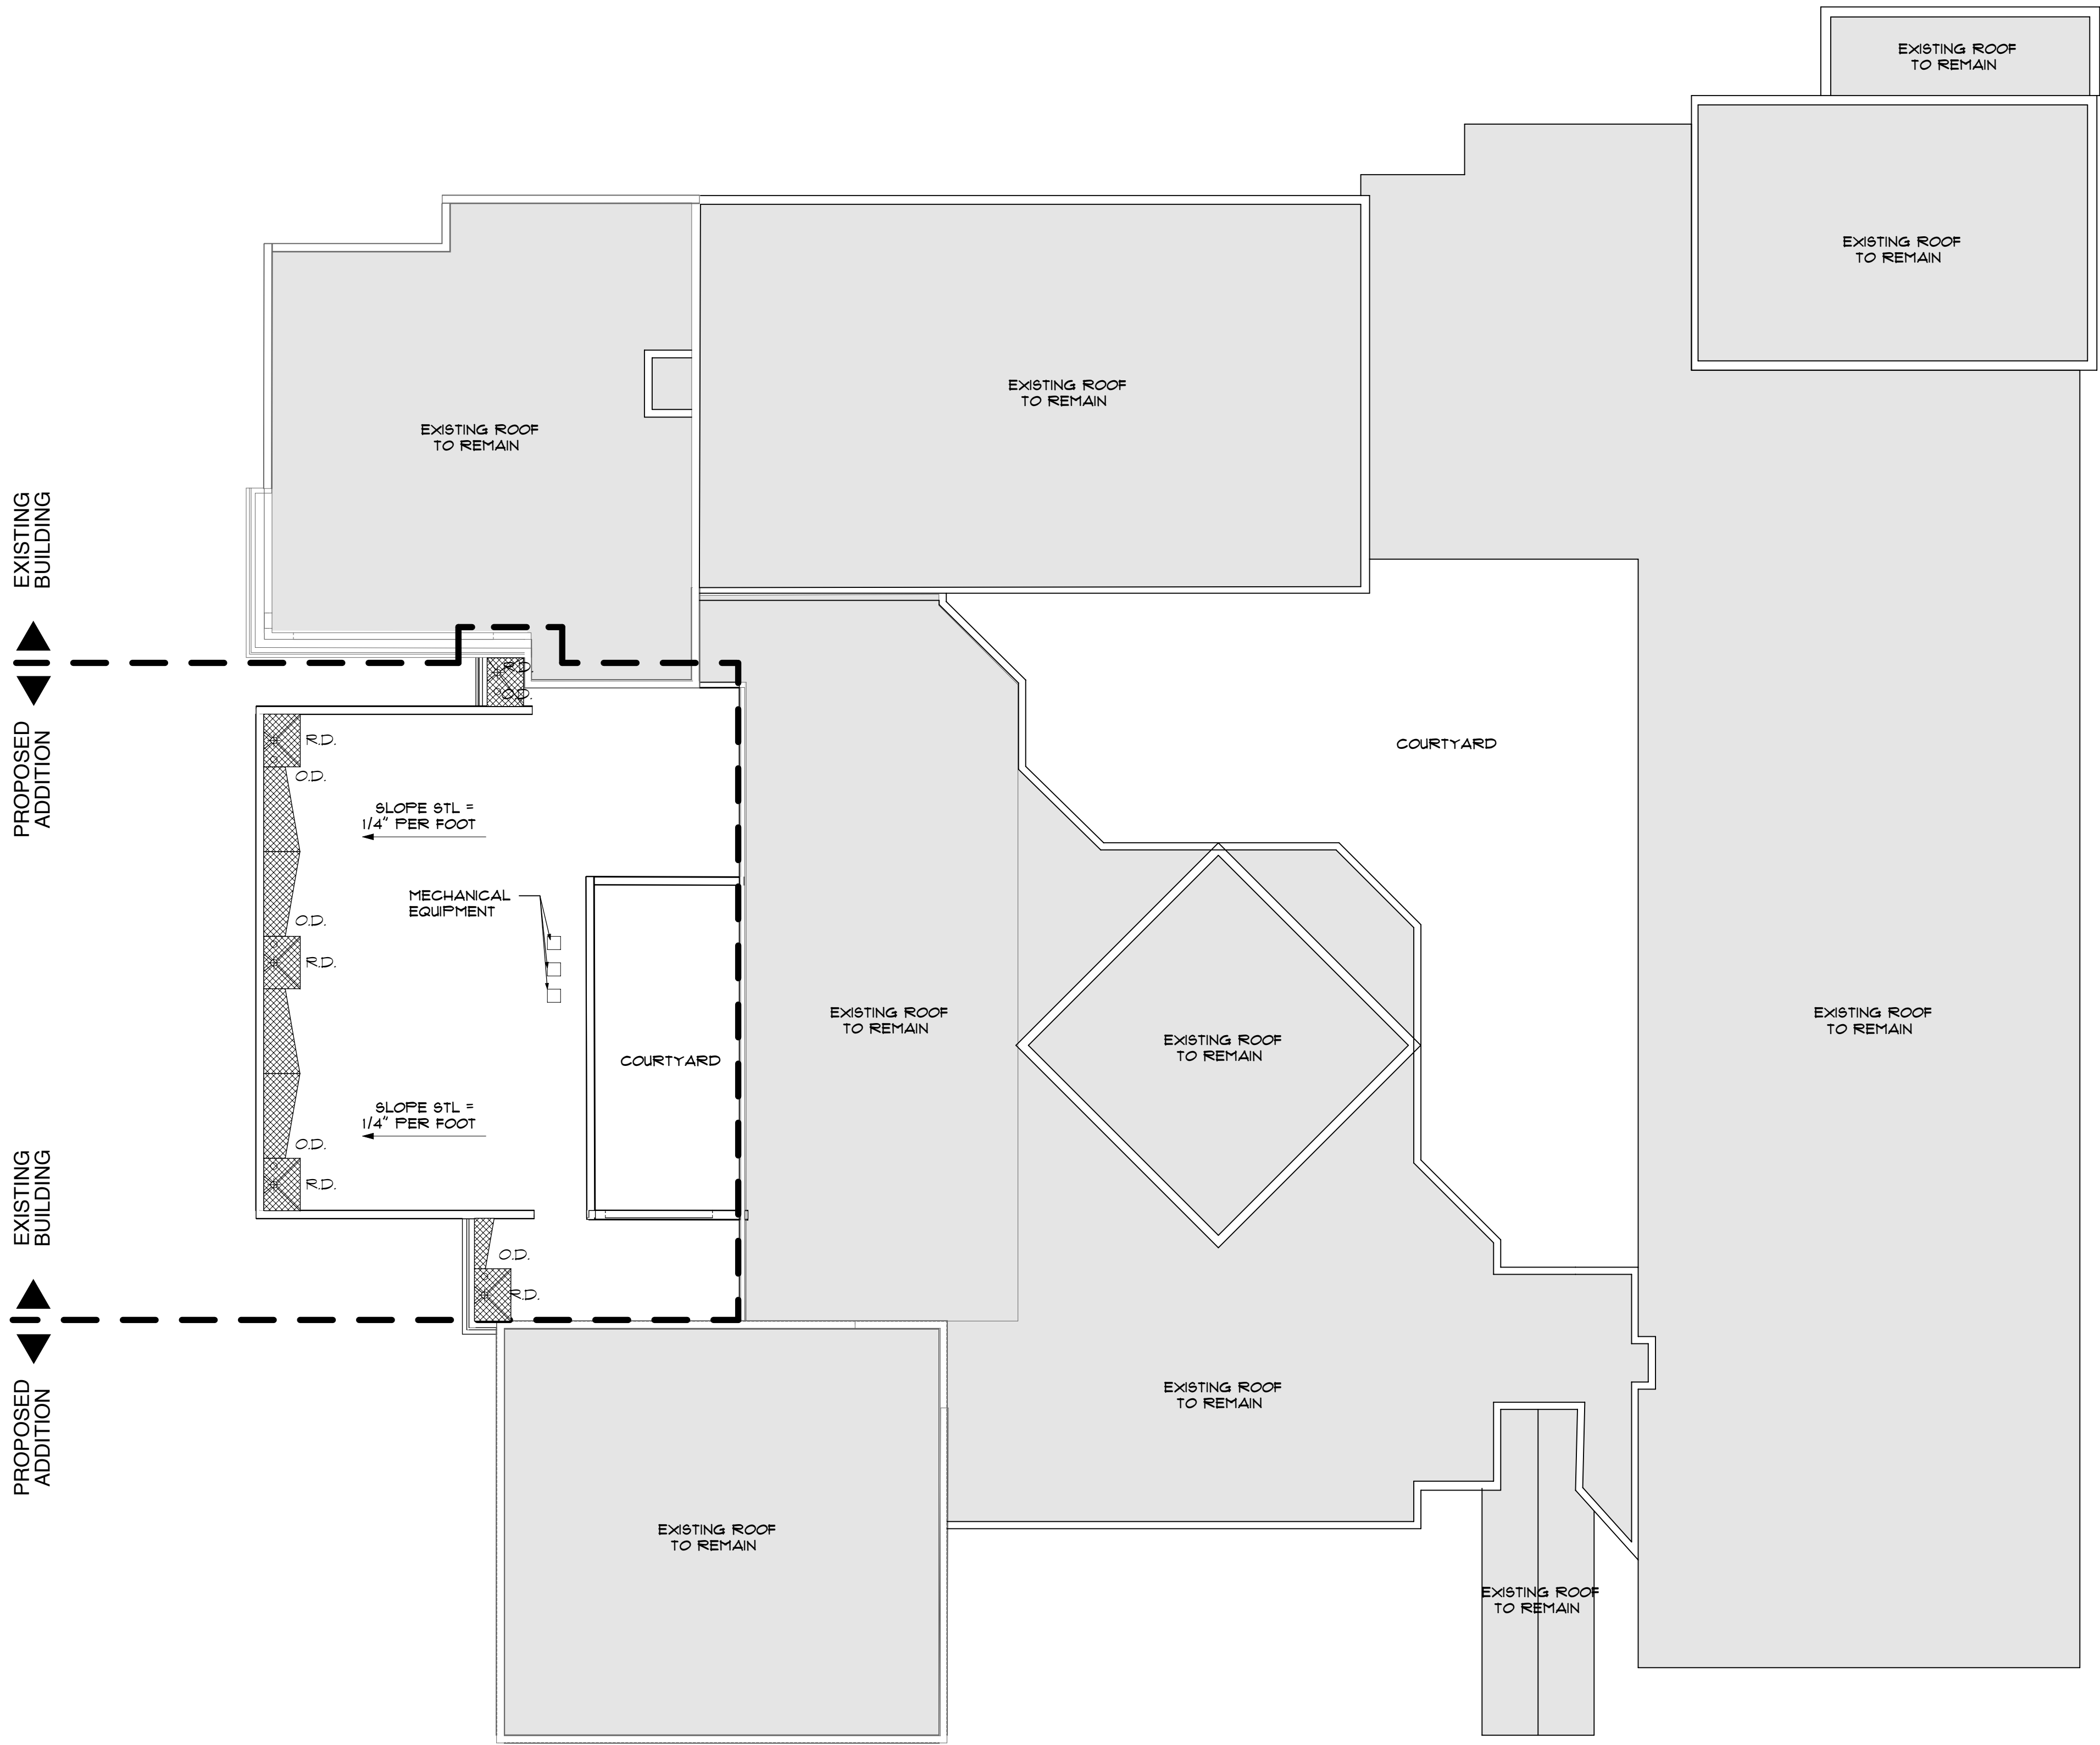 EXISTING ROOF
TO REMAIN
EXISTING ROOF
TO REMAIN
EXISTING ROOF
TO REMAIN
EXISTING ROOF
TO REMAIN
EXISTING
BUILDING
PROPOSED
ADDITION
R.D.
O.D.
R.D.
O.D.
COURTYARD
SLOPE STL =
1/4" PER FOOT
MECHANICAL
EQUIPMENT
O.D.
R.D.
EXISTING ROOF
TO REMAIN
EXISTING ROOF
TO REMAIN
EXISTING ROOF
TO REMAIN
COURTYARD
SLOPE STL =
1/4" PER FOOT
O.D.
R.D.
EXISTING
BUILDING
PROPOSED
ADDITION
O.D.
R.D.
EXISTING ROOF
TO REMAIN
EXISTING ROOF
TO REMAIN
EXISTING ROOF
TO REMAIN